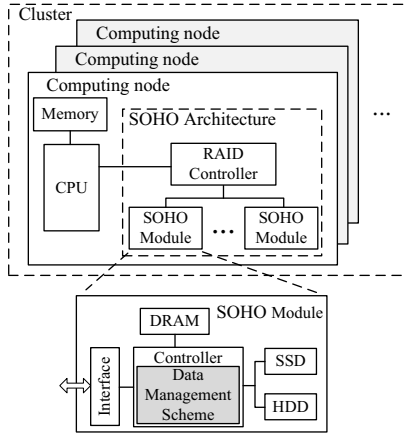 Cluster
Computing node
Computing node
Computing node
Memory
SOHO Architecture
CPU
RAID
Controller
SOHO
Module
...
SOHO
Module
...
SOHO Module
DRAM
Interface
Controller
Data
Management
Scheme
SSD
HDD